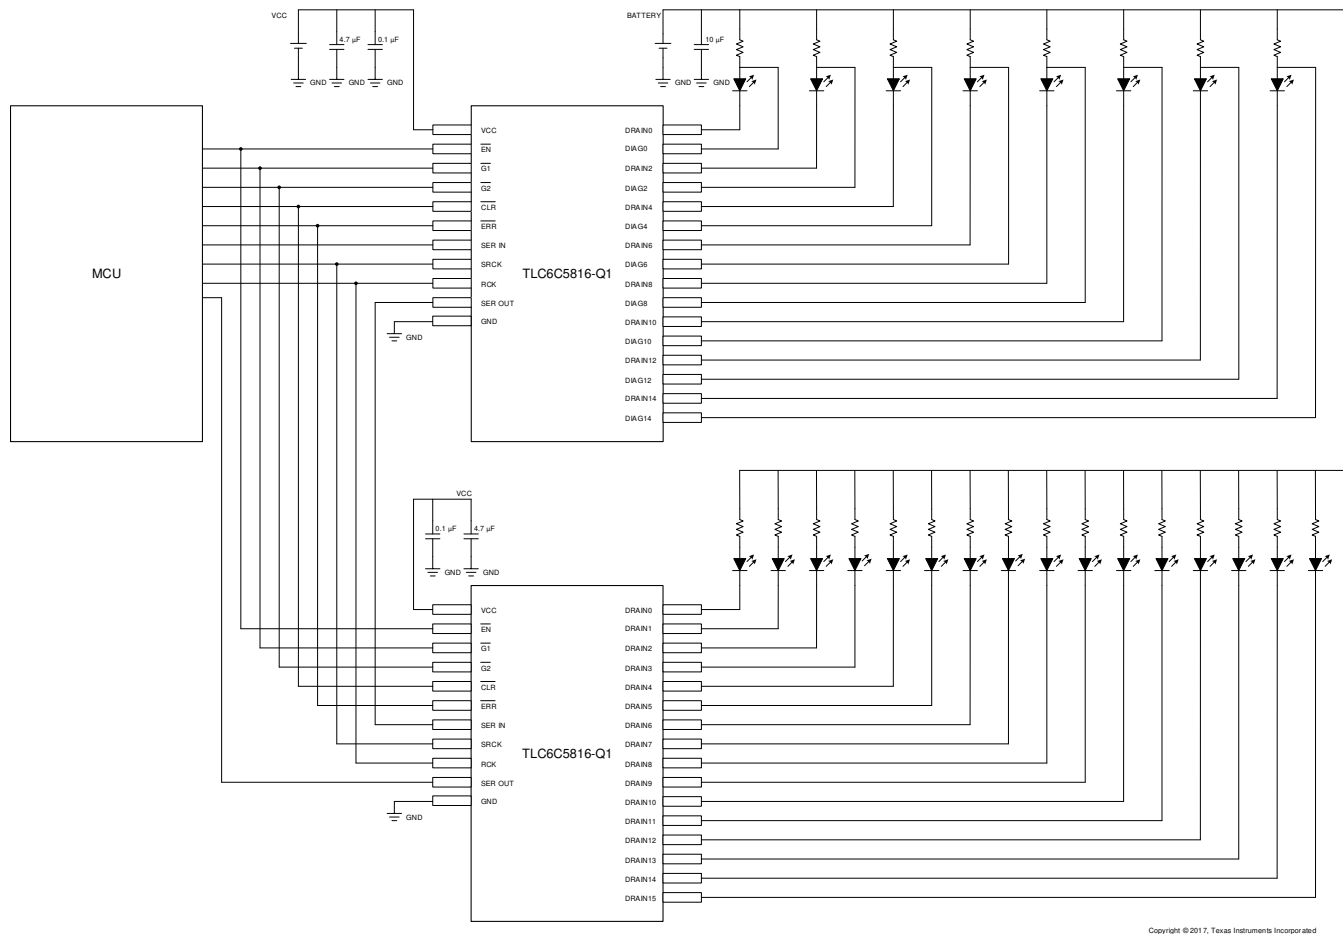 VCC
4.7 µF
0.1 µF
GND
GND
GND
BATTERY
10 µF
GND
GND
MCU
VCC
EN
G1
G2
CLR
ERR
SER IN
SRCK
RCK
SER OUT
GND
GND
TLC6C5816-Q1
DRAIN0
DIAG0
DRAIN2
DIAG2
DRAIN4
DIAG4
DRAIN6
DIAG6
DRAIN8
DIAG8
DRAIN10
DIAG10
DRAIN12
DIAG12
DRAIN14
DIAG14
VCC
0.1 µF
4.7 µF
GND
GND
VCC
EN
G1
G2
CLR
ERR
SER IN
SRCK
RCK
SER OUT
GND
GND
TLC6C5816-Q1
DRAIN0
DRAIN1
DRAIN2
DRAIN3
DRAIN4
DRAIN5
DRAIN6
DRAIN7
DRAIN8
DRAIN9
DRAIN10
DRAIN11
DRAIN12
DRAIN13
DRAIN14
DRAIN15
Copyright © 2017, Texas Instruments Incorporated